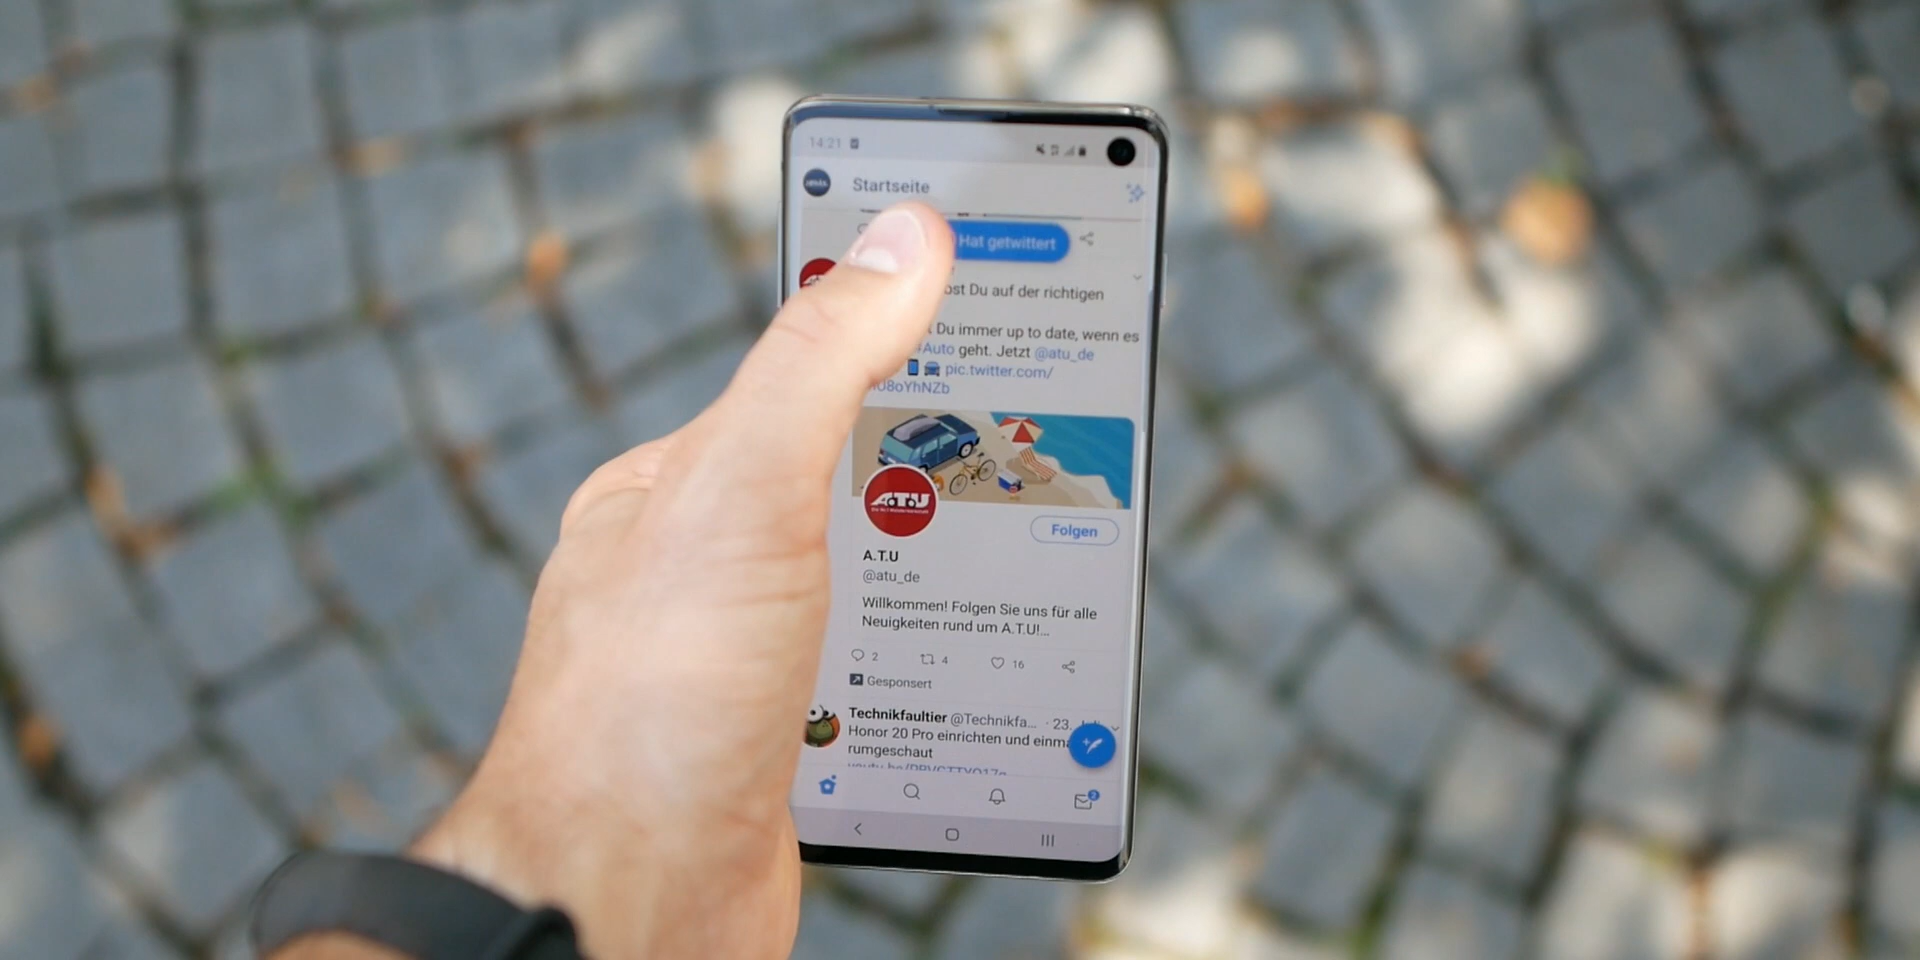 14:21
Startseite
Hat getwittert
Du auf der richtigen
Du immer up to date, wenn es
#Auto geht. Jetzt @atu_de
pic.twitter.com/
A.T.U
Folgen
A.T.U
@atu_de
Willkommen! Folgen Sie uns für alle
Neuigkeiten rund um A.T.U!...
2 4 16
Gesponsert
Technikfaultier @Technikfa... · 23.
Honor 20 Pro einrichten und einma
rumgeschaut
2